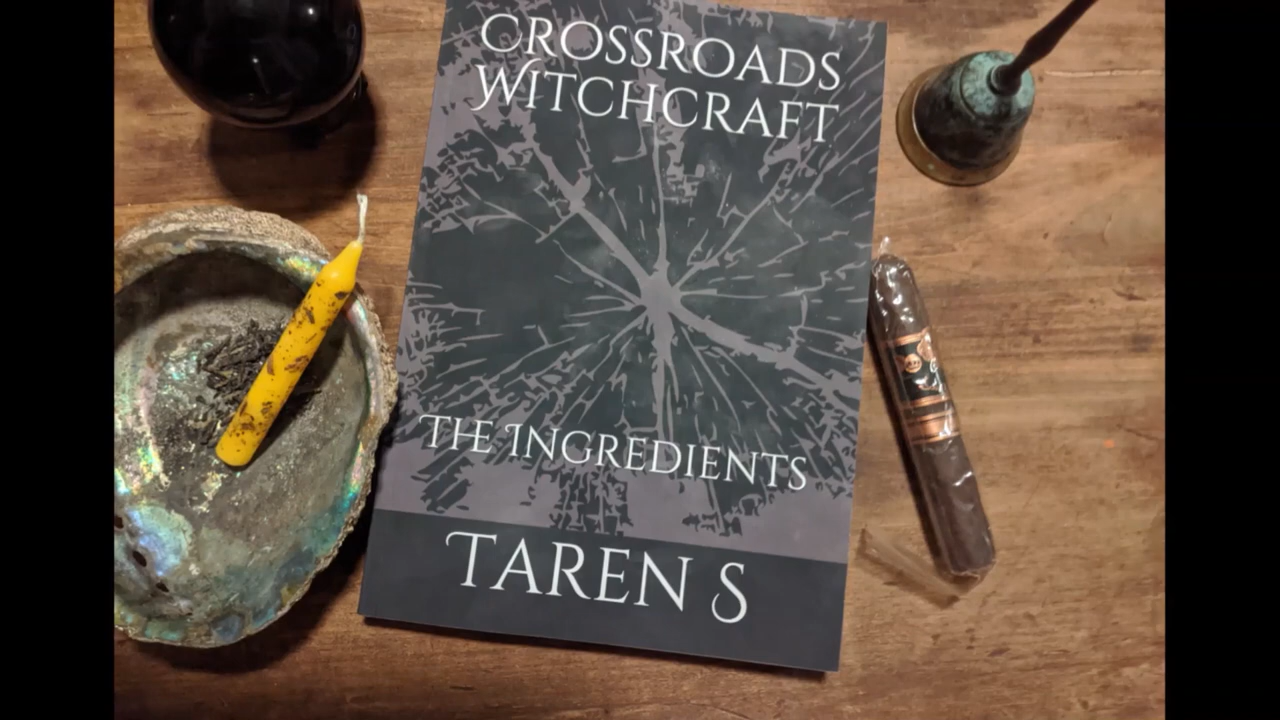 Crossroads
Witchcraft
The Ingredients
Taren S